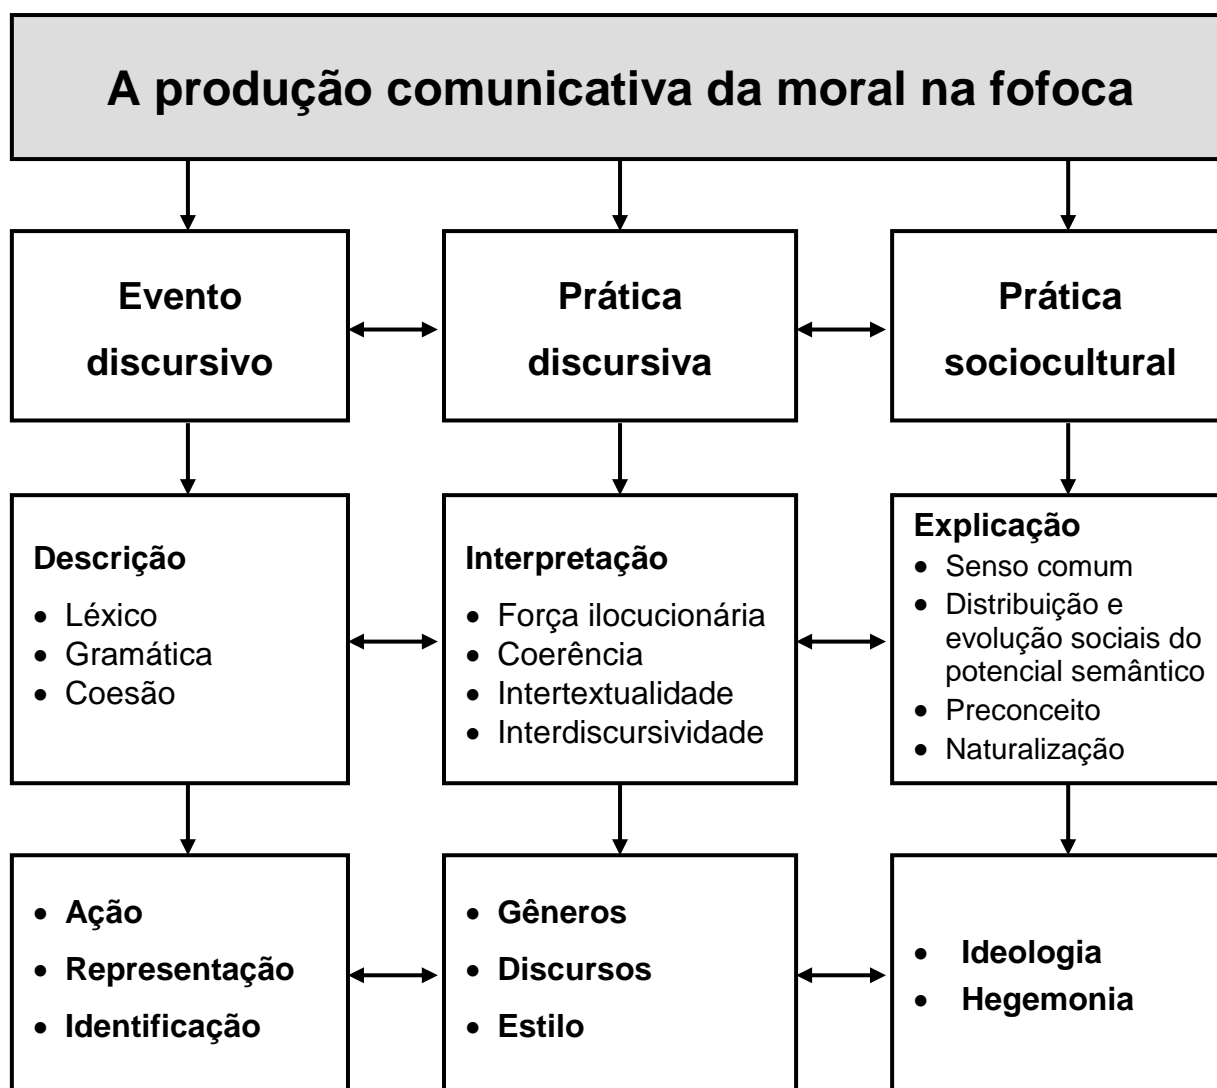 A produção comunicativa da moral na fofoca
Evento
discursivo
Prática
discursiva
Prática
sociocultural
Descrição
• Léxico
• Gramática
• Coesão
Interpretação
• Força ilocucionária
• Coerência
• Intertextualidade
• Interdiscursividade
Explicação
• Senso comum
• Distribuição e
evolução sociais do
potencial semântico
• Preconceito
• Naturalização
• Ação
• Representação
• Identificação
• Gêneros
• Discursos
• Estilo
• Ideologia
• Hegemonia